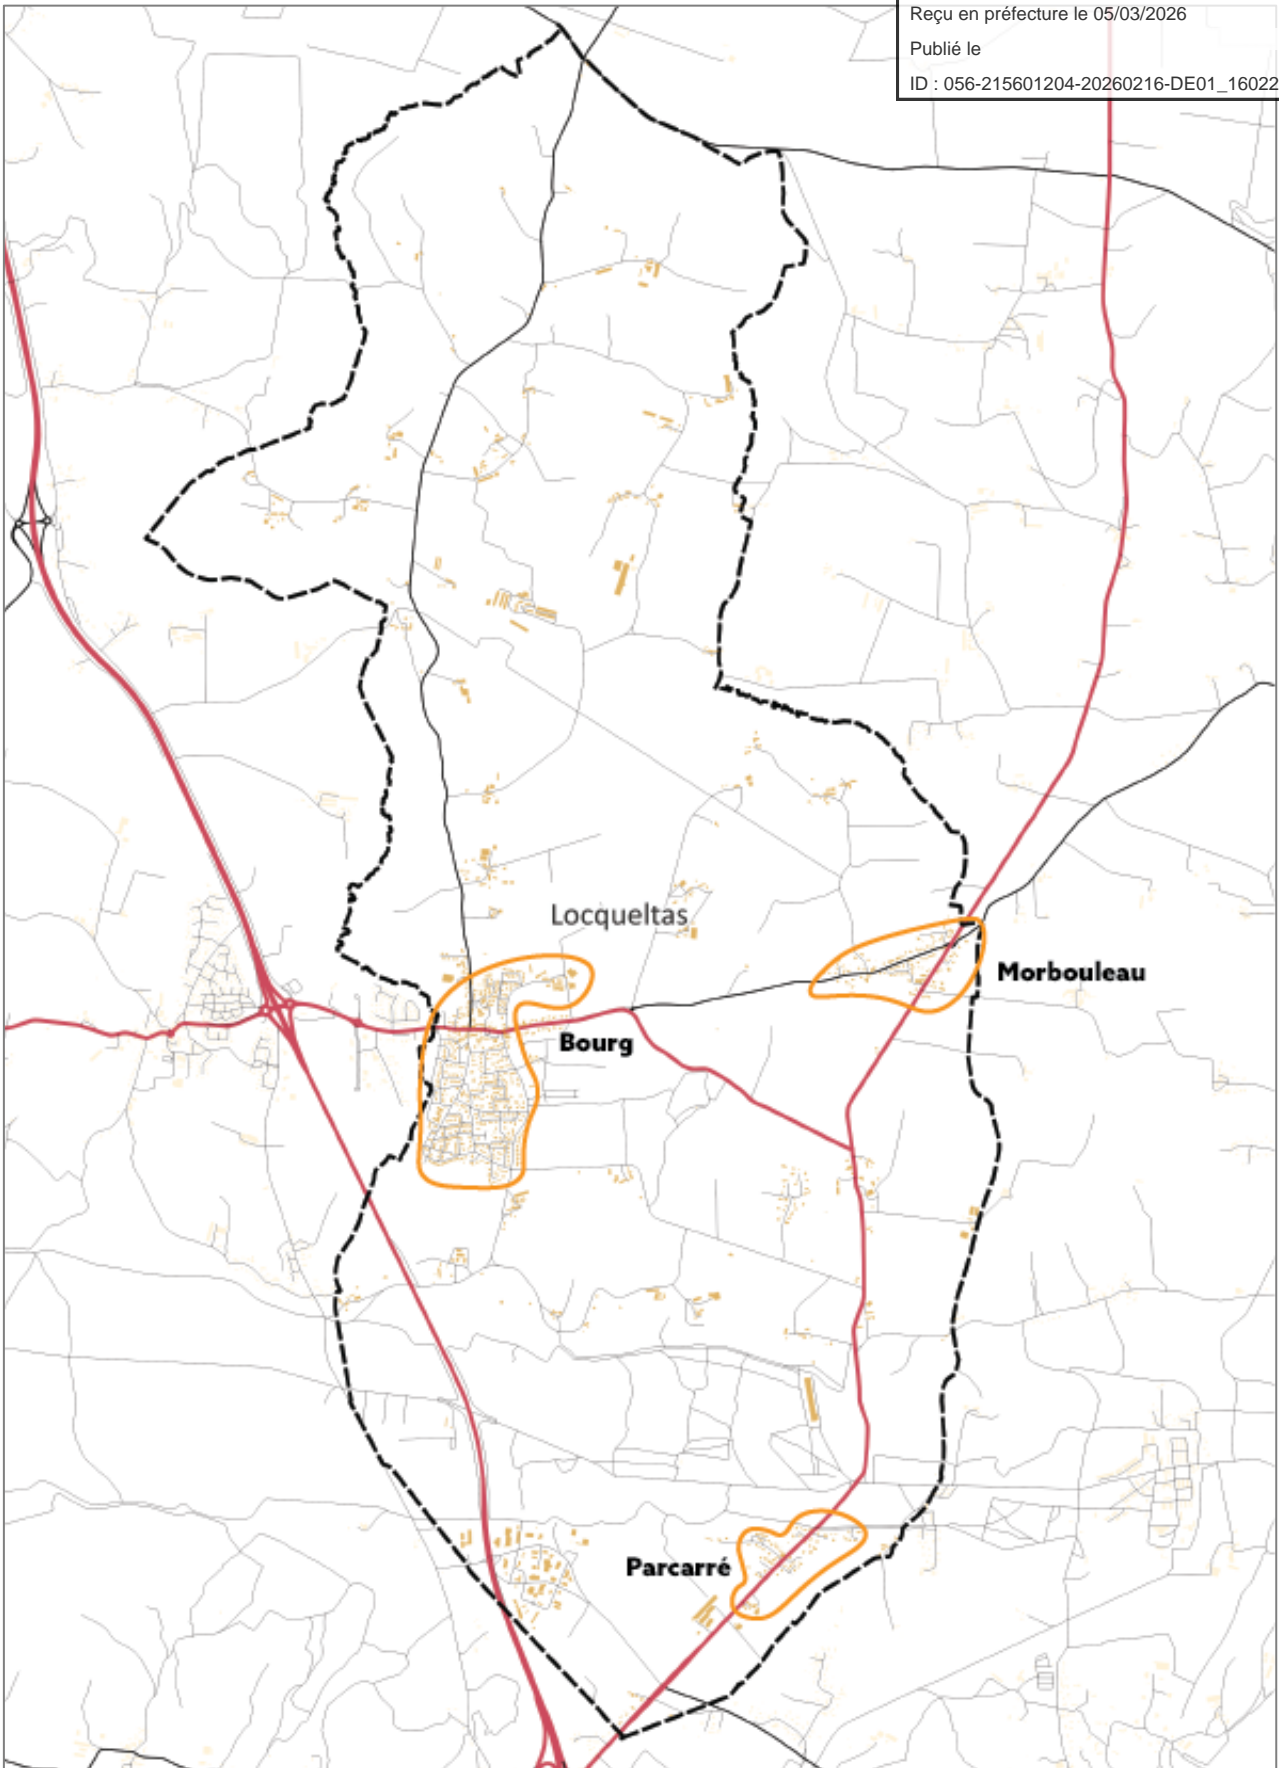 Reçu en préfecture le 05/03/2026
Publié le
ID : 056-215601204-20260216-DE01_16022
Locqueltas
Morbouleau
Bourg
Parcarré